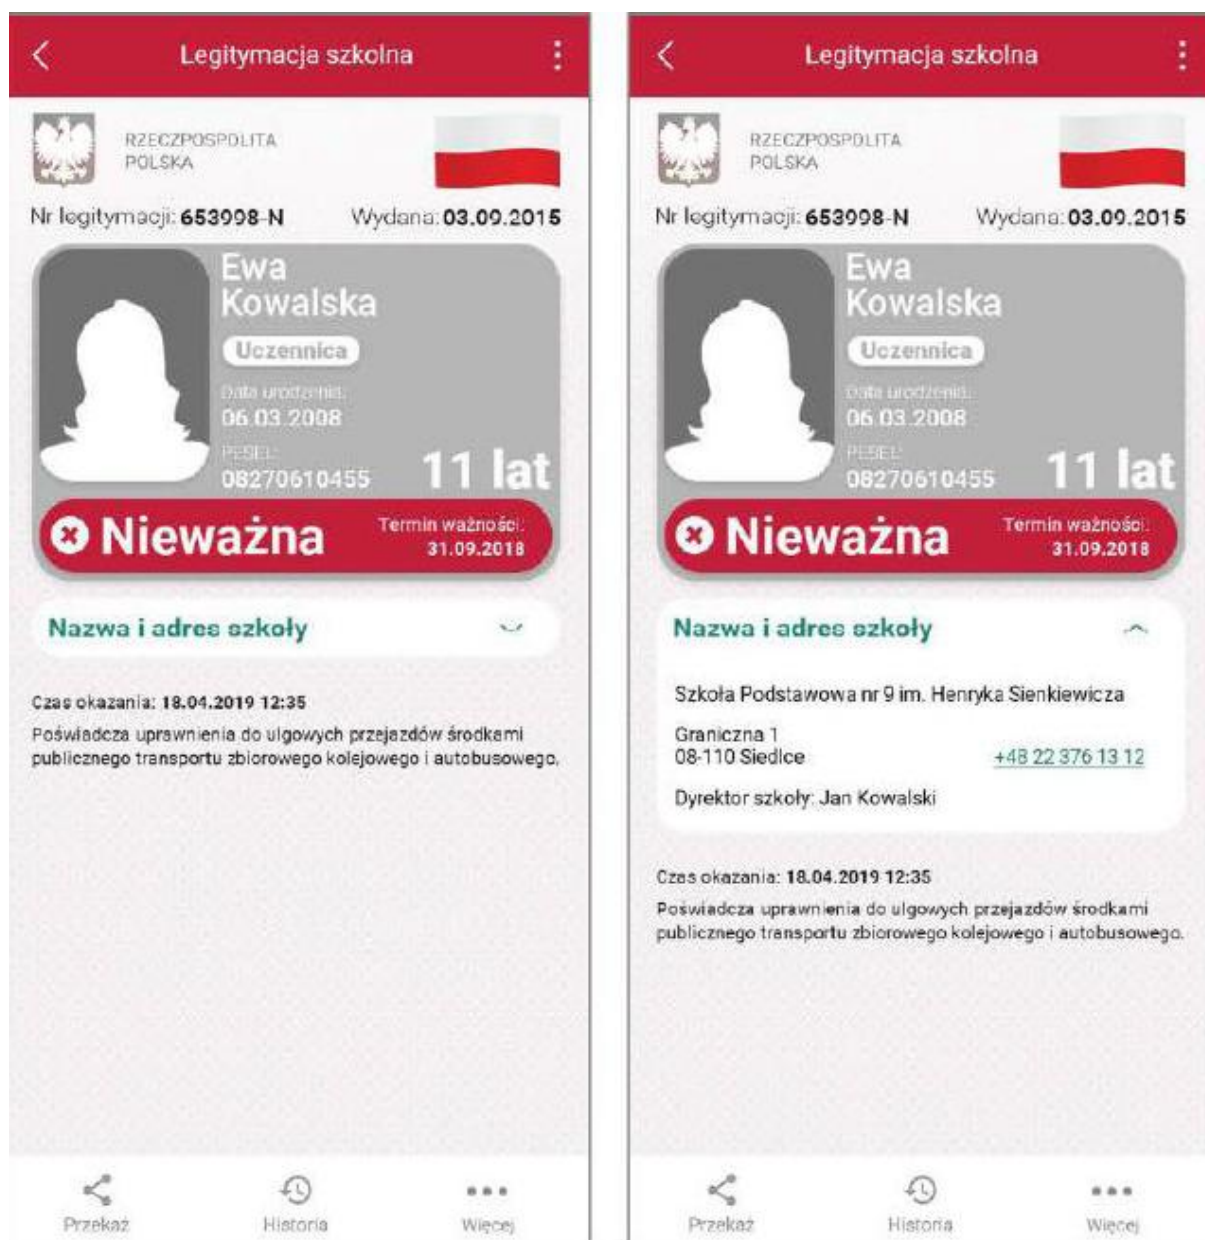 Legitymacja szkolna
RZECZPOSPOLITA
POLSKA
Nr legitymacji: 653998-N Wydana: 03.09.2015
Ewa
Kowalska
Uczennica
Data urodzenia:
06.03.2008
PESEL:
08270610455
11 lat
Nieważna
Termin ważności:
31.09.2018
Nazwa i adres szkoły
Czas okazania: 18.04.2019 12:35
Poświadcza uprawnienia do ulgowych przejazdów środkami
publicznego transportu zbiorowego kolejowego i autobusowego.
Przekaż Historia Więcej
Legitymacja szkolna
RZECZPOSPOLITA
POLSKA
Nr legitymacji: 653998-N Wydana: 03.09.2015
Ewa
Kowalska
Uczennica
Data urodzenia:
06.03.2008
PESEL:
08270610455
11 lat
Nieważna
Termin ważności:
31.09.2018
Nazwa i adres szkoły
Szkoła Podstawowa nr 9 im. Henryka Sienkiewicza
Graniczna 1
08-110 Siedlce +48 22 376 13 12
Dyrektor szkoły: Jan Kowalski
Czas okazania: 18.04.2019 12:35
Poświadcza uprawnienia do ulgowych przejazdów środkami
publicznego transportu zbiorowego kolejowego i autobusowego.
Przekaż Historia Więcej